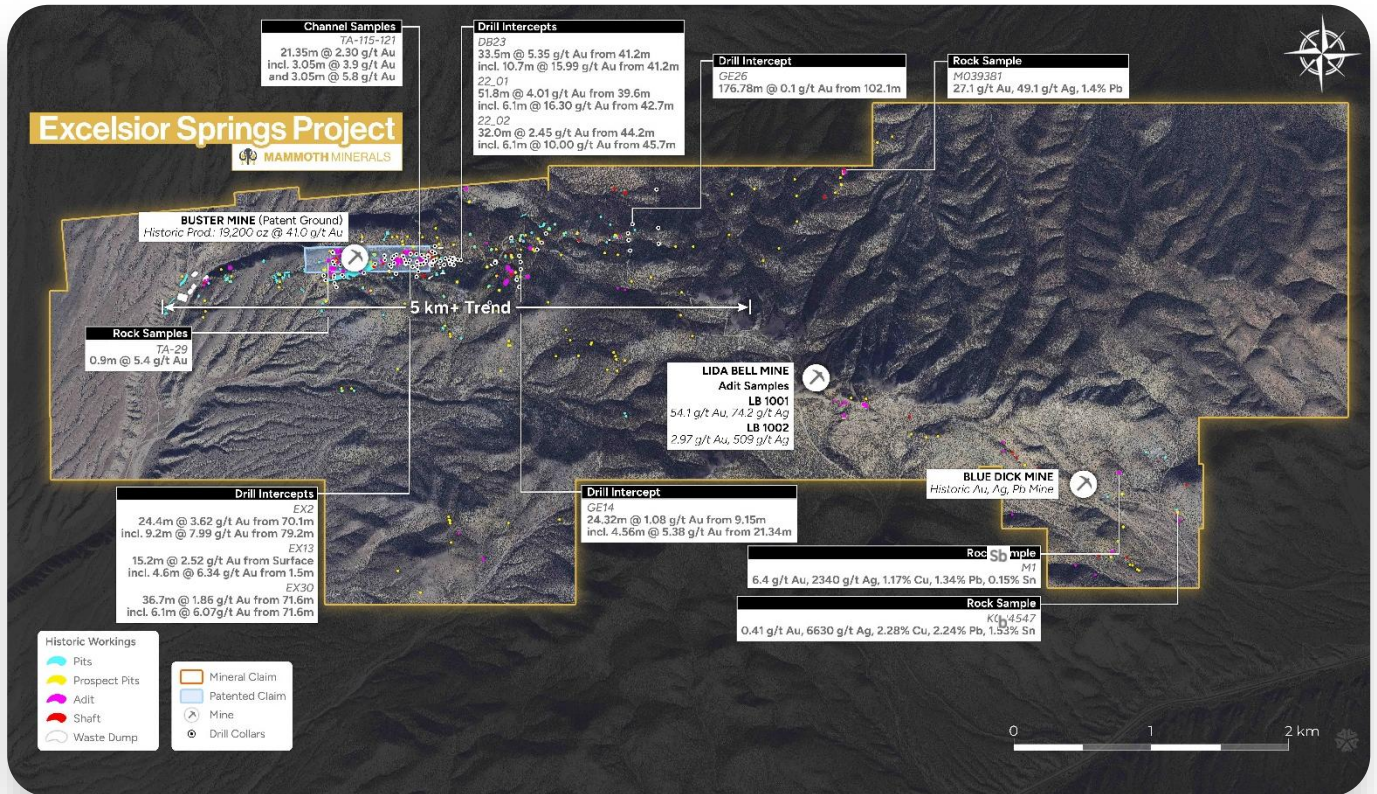 Channel Samples
TA-115-121
21.35m @ 2.30 g/t Au
incl. 3.05m @ 3.9 g/t Au
and 3.05m @ 5.8 g/t Au
Drill Intercepts
DB23
33.5m @ 5.35 g/t Au from 41.2m
incl. 10.7m @ 15.99 g/t Au from 41.2m
22_01
51.8m @ 4.01 g/t Au from 39.6m
incl. 6.1m @ 16.30 g/t Au from 42.7m
22_02
32.0m @ 2.45 g/t Au from 44.2m
incl. 6.1m @ 10.00 g/t Au from 45.7m
Drill Intercept
GE26
176.78m @ 0.1 g/t Au from 102.1m
Rock Sample
M039381
27.1 g/t Au, 49.1 g/t Ag, 1.4% Pb
Excelsior Springs Project
MAMMOTH MINERALS
BUSTER MINE (Patent Ground)
Historic Prod.: 19,200 oz @ 41.0 g/t Au
5 km+ Trend
Rock Samples
TA-29
0.9m @ 5.4 g/t Au
LIDA BELL MINE
Adit Samples
LB 1001
54.1 g/t Au, 74.2 g/t Ag
LB 1002
2.97 g/t Au, 509 g/t Ag
BLUE DICK MINE
Historic Au, Ag, Pb Mine
Drill Intercepts
EX2
24.4m @ 3.62 g/t Au from 70.1m
incl. 9.2m @ 7.99 g/t Au from 79.2m
EX13
15.2m @ 2.52 g/t Au from Surface
incl. 4.6m @ 6.34 g/t Au from 1.5m
EX30
36.7m @ 1.86 g/t Au from 71.6m
incl. 6.1m @ 6.07g/t Au from 71.6m
Drill Intercept
GE14
24.32m @ 1.08 g/t Au from 9.15m
incl. 4.56m @ 5.38 g/t Au from 21.34m
Sb
M1
6.4 g/t Au, 2340 g/t Ag, 1.17% Cu, 1.34% Pb, 0.15% Sn
Rock Sample
0.41 g/t Au, 6630 g/t Ag, 2.28% Cu, 2.24% Pb, 1.53% Sn
Historic Workings
Pits
Prospect Pits
Adit
Shaft
Waste Dump
Mineral Claim
Patented Claim
Mine
Drill Collars
0 1 2 km